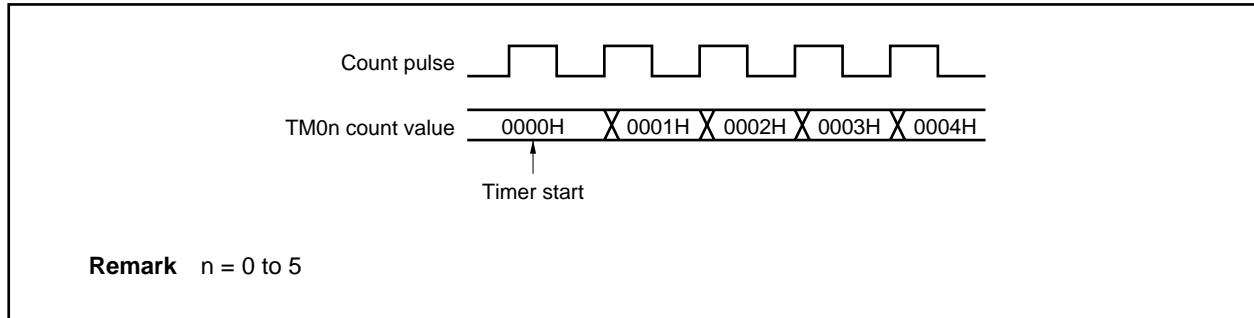 Count pulse
TM0n count value 0000H 0001H 0002H 0003H 0004H
Timer start
Remark n = 0 to 5